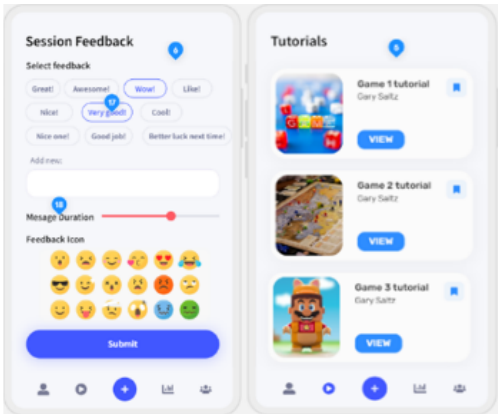 Session Feedback
6
Select feedback
Great! Awesome! Wow! Like!
17
Nice! Very good! Cool!
Nice one! Good job! Better luck next time!
Add new:
18
Mesage Duration
Feedback Icon
Submit
Tutorials
5
Game 1 tutorial
Gary Saltz
VIEW
Game 2 tutorial
Gary Saltz
VIEW
Game 3 tutorial
Gary Saltz
VIEW